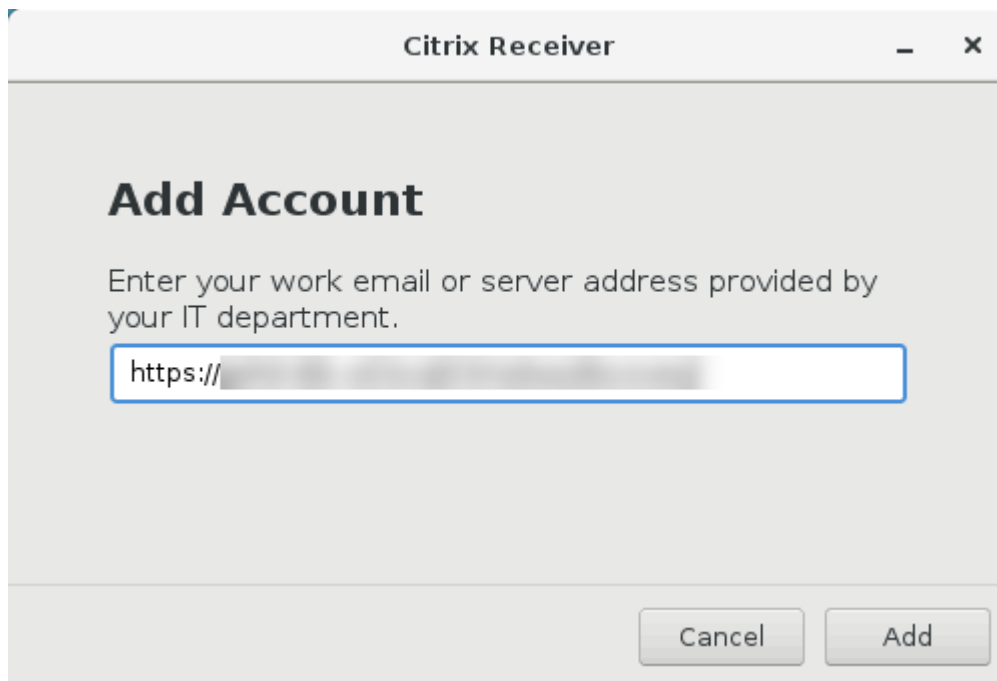 Citrix Receiver
Add Account
Enter your work email or server address provided by
your IT department.
https://
Cancel
Add